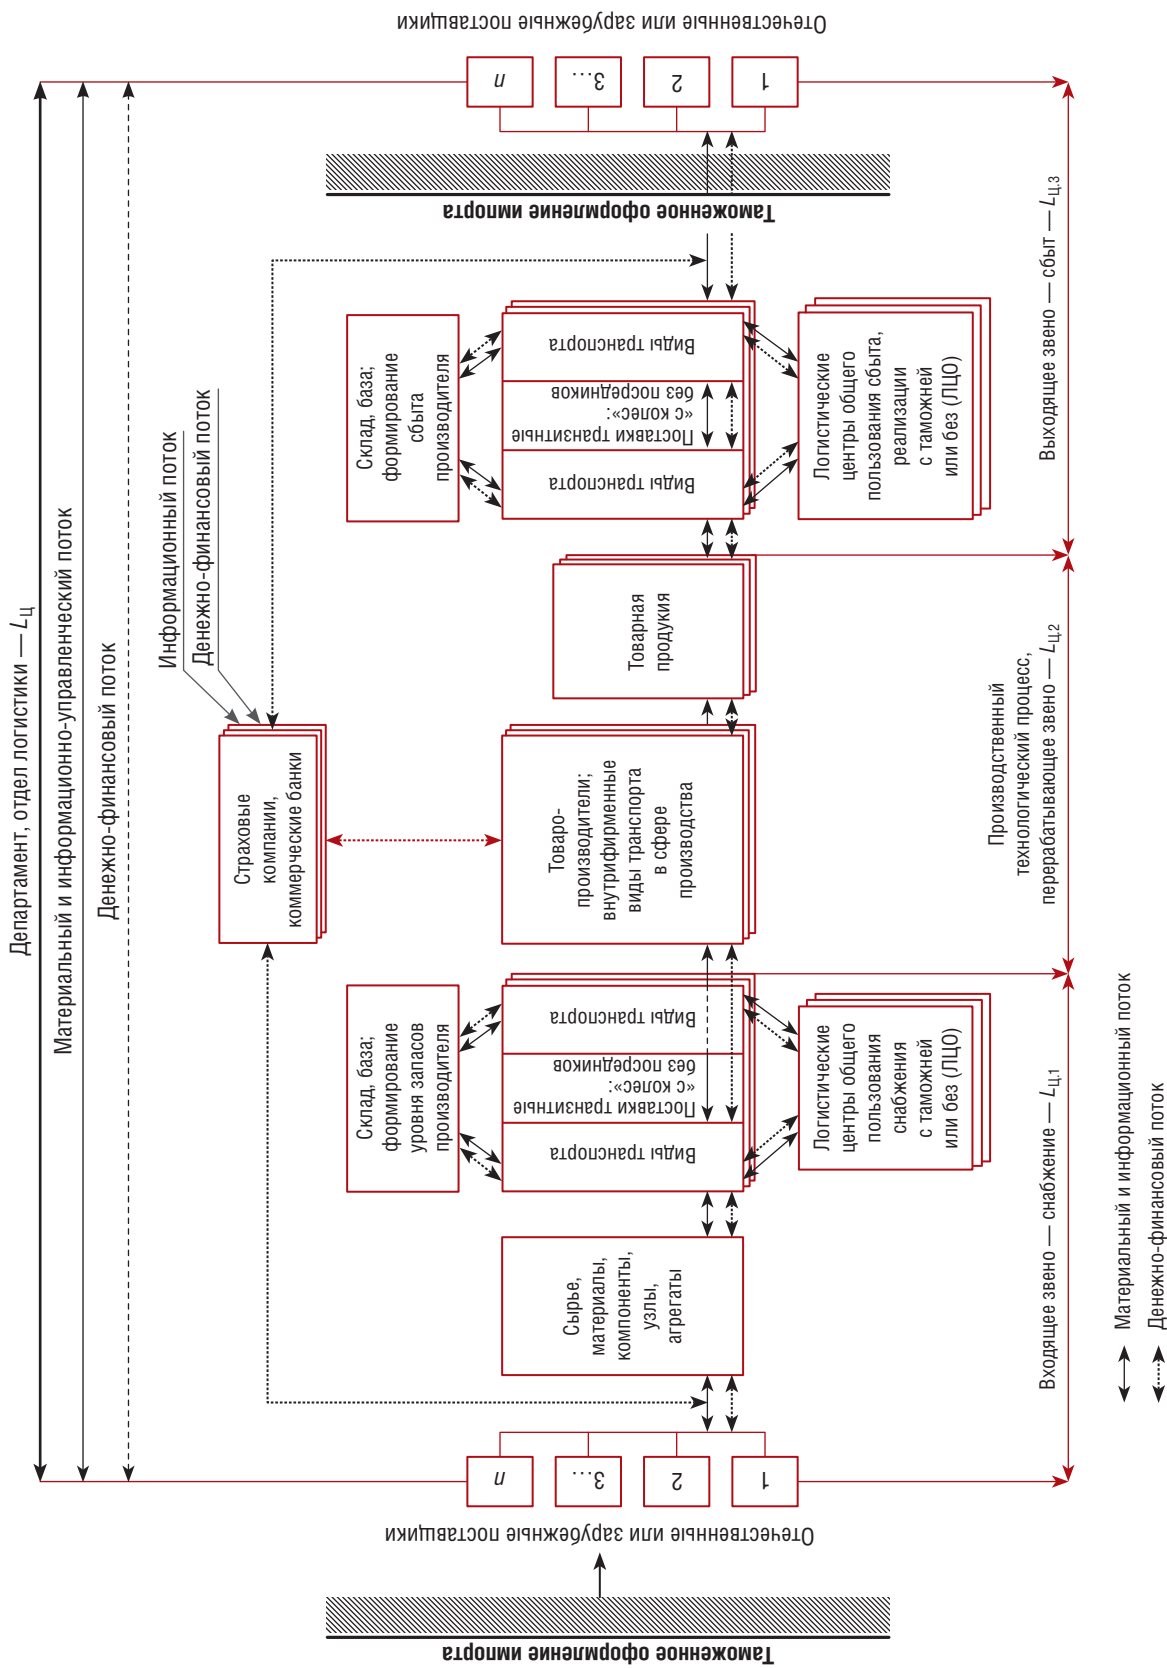 Департамент, отдел логистики — LЦ
Материальный и информационно-управленческий поток
Денежно-финансовый поток
Информационный поток
Денежно-финансовый поток
Страховые
компании,
коммерческие банки
Таможенное оформление импорта
Отечественные или зарубежные поставщики
n
3...
2
1
Сырье,
материалы,
компоненты,
узлы,
агрегаты
Склад, база;
формирование
уровня запасов
производителя
Виды транспорта
Поставки транзитные
«с колес»:
без посредников
Виды транспорта
Логистические
центры общего
пользования
снабжения
с таможней
или без (ЛЦО)
Товаро-
производители;
внутрифирменные
виды транспорта
в сфере
производства
Товарная
продукия
Склад, база;
формирование
сбыта
производителя
Виды транспорта
Поставки транзитные
«с колес»:
без посредников
Виды транспорта
Логистические
центры общего
пользования сбыта,
реализации
с таможней
или без (ЛЦО)
Таможенное оформление импорта
n
3...
2
1
Отечественные или зарубежные поставщики
Входящее звено — снабжение — LЦ.1
Производственный
технологический процесс,
перерабатывающее звено — LЦ.2
Выходящее звено — сбыт — LЦ.3
Материальный и информационный поток
Денежно-финансовый поток